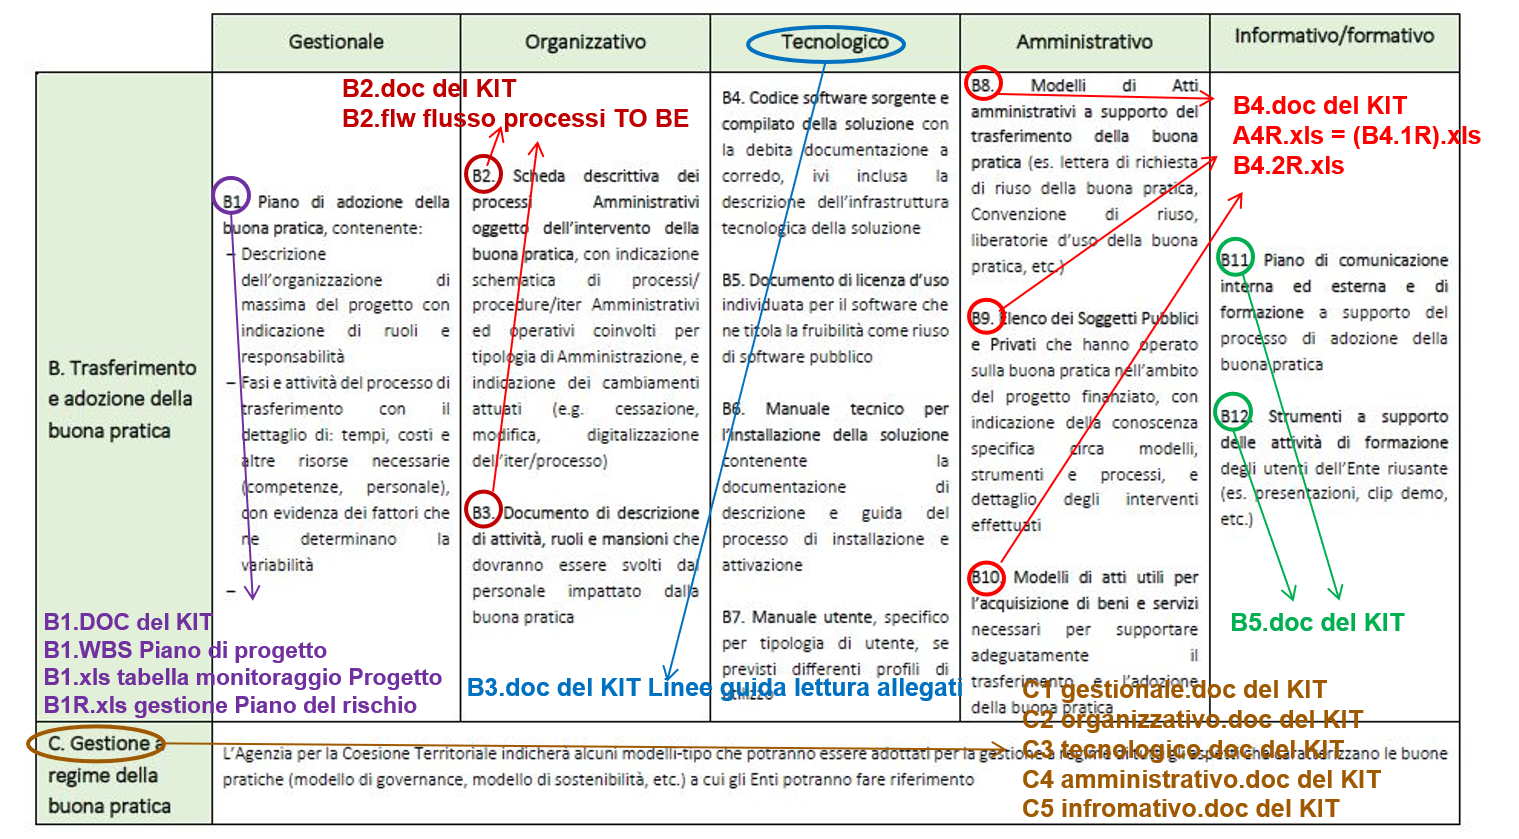 Gestionale
Organizzativo
Tecnologico
Amministrativo
Informativo/formativo
B. Trasferimento
e adozione della
buona pratica
B1. Piano di adozione della
buona pratica, contenente:
– Descrizione
dell'organizzazione di
massima del progetto con
indicazione di ruoli e
responsabilità
– Fasi e attività del processo di
trasferimento con il
dettaglio di: tempi, costi e
altre risorse necessarie
(competenze, personale),
con evidenza dei fattori che
ne determinano la
variabilità
–
B1.DOC del KIT
B1.WBS Piano di progetto
B1.xls tabella monitoraggio Progetto
B1R.xls gestione Piano del rischio
B2.doc del KIT
B2.flw flusso processi TO BE
B2. Scheda descrittiva dei
processi Amministrativi
oggetto dell'intervento della
buona pratica, con indicazione
schematica di processi/
procedure/iter Amministrativi
ed operativi coinvolti per
tipologia di Amministrazione, e
indicazione dei cambiamenti
attuati (e.g. cessazione,
modifica, digitalizzazione
dell'iter/processo)
B3. Documento di descrizione
di attività, ruoli e mansioni che
dovranno essere svolti dal
personale impattato dalla
buona pratica
B4. Codice software sorgente e
compilato della soluzione con
la debita documentazione a
corredo, ivi inclusa la
descrizione dell'infrastruttura
tecnologica della soluzione
B5. Documento di licenza d'uso
individuata per il software che
ne titola la fruibilità come riuso
di software pubblico
B6. Manuale tecnico per
l'installazione della soluzione
contenente la
documentazione di
descrizione e guida del
processo di installazione e
attivazione
B7. Manuale utente, specifico
per tipologia di utente, se
previsti differenti profili di
B3.doc del KIT Linee guida lettura allegati
B8. Modelli di Atti
amministrativi a supporto del
trasferimento della buona
pratica (es. lettera di richiesta
di riuso della buona pratica,
Convenzione di riuso,
liberatorie d'uso della buona
pratica, etc.)
B9. Elenco dei Soggetti Pubblici
e Privati che hanno operato
sulla buona pratica nell'ambito
del progetto finanziato, con
indicazione della conoscenza
specifica circa modelli,
strumenti e processi, e
dettaglio degli interventi
effettuati
B10. Modelli di atti utili per
l'acquisizione di beni e servizi
necessari per supportare
adeguatamente il
trasferimento e l'adozione
della buona pratica
B4.doc del KIT
A4R.xls = (B4.1R).xls
B4.2R.xls
B11. Piano di comunicazione
interna ed esterna e di
formazione a supporto del
processo di adozione della
buona pratica
B12. Strumenti a supporto
delle attività di formazione
degli utenti dell'Ente riusante
(es. presentazioni, clip demo,
etc.)
B5.doc del KIT
C. Gestione a
regime della
buona pratica
L'Agenzia per la Coesione Territoriale indicherà alcuni modelli-tipo che potranno essere adottati per la gestione a regime di tutti gli aspetti che caratterizzano le buone
pratiche (modello di governance, modello di sostenibilità, etc.) a cui gli Enti potranno fare riferimento
C1 gestionale.doc del KIT
C2 organizzativo.doc del KIT
C3 tecnologico.doc del KIT
C4 amministrativo.doc del KIT
C5 infromativo.doc del KIT